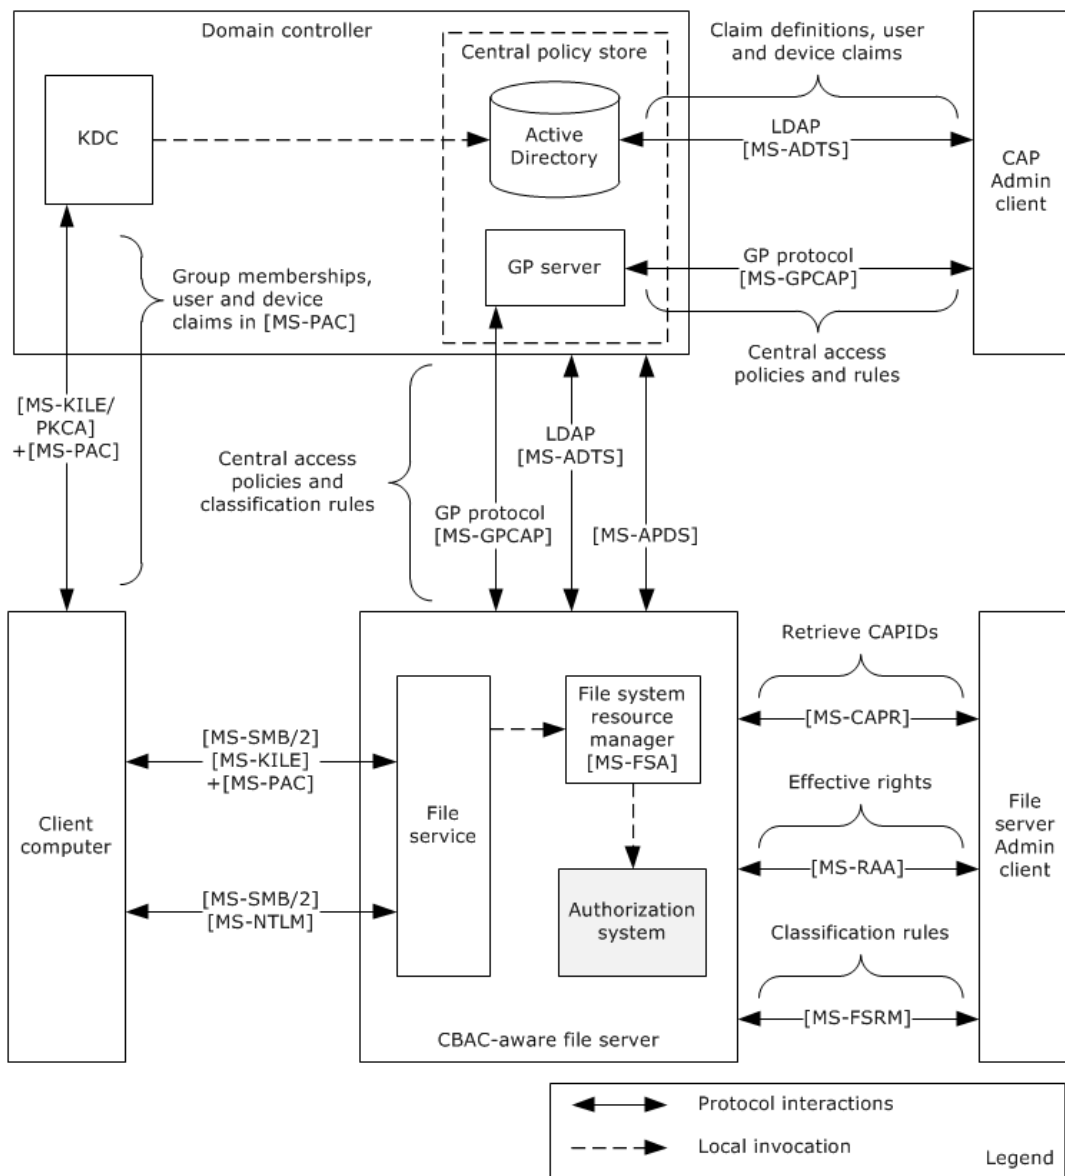 Domain controller
Central policy store
Claim definitions, user
and device claims
KDC
Active
Directory
LDAP
[MS-ADTS]
CAP
Admin
client
GP server
GP protocol
[MS-GPCAP]
Group memberships,
user and device
claims in [MS-PAC]
Central access
policies and rules
[MS-KILE/
PKCA]
+[MS-PAC]
Central access
policies and
classification rules
LDAP
[MS-ADTS]
GP protocol
[MS-GPCAP]
[MS-APDS]
Retrieve CAPIDs
File system
resource
manager
[MS-FSA]
[MS-CAPR]
[MS-SMB/2]
[MS-KILE]
+[MS-PAC]
Effective rights
Client
computer
File
service
File
server
Admin
client
[MS-RAA]
[MS-SMB/2]
[MS-NTLM]
Authorization
system
Classification rules
[MS-FSRM]
CBAC-aware file server
Protocol interactions
Local invocation
Legend